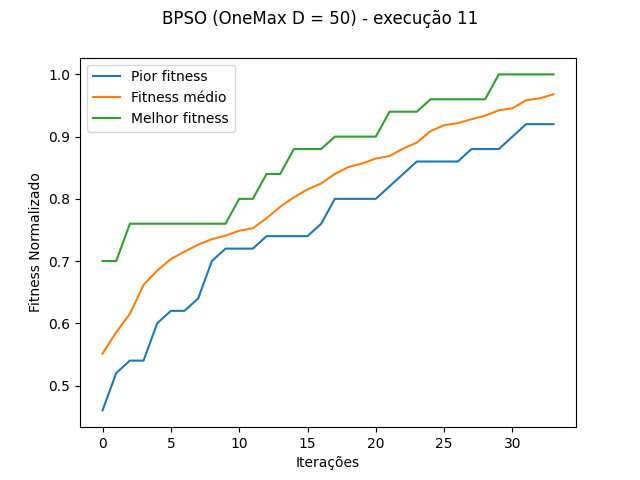 BPSO (OneMax D = 50) - execução 11
Pior fitness
Fitness médio
Melhor fitness
Fitness Normalizado
1.0
0.9
0.8
0.7
0.6
0.5
0 5 10 15 20 25 30
Iterações